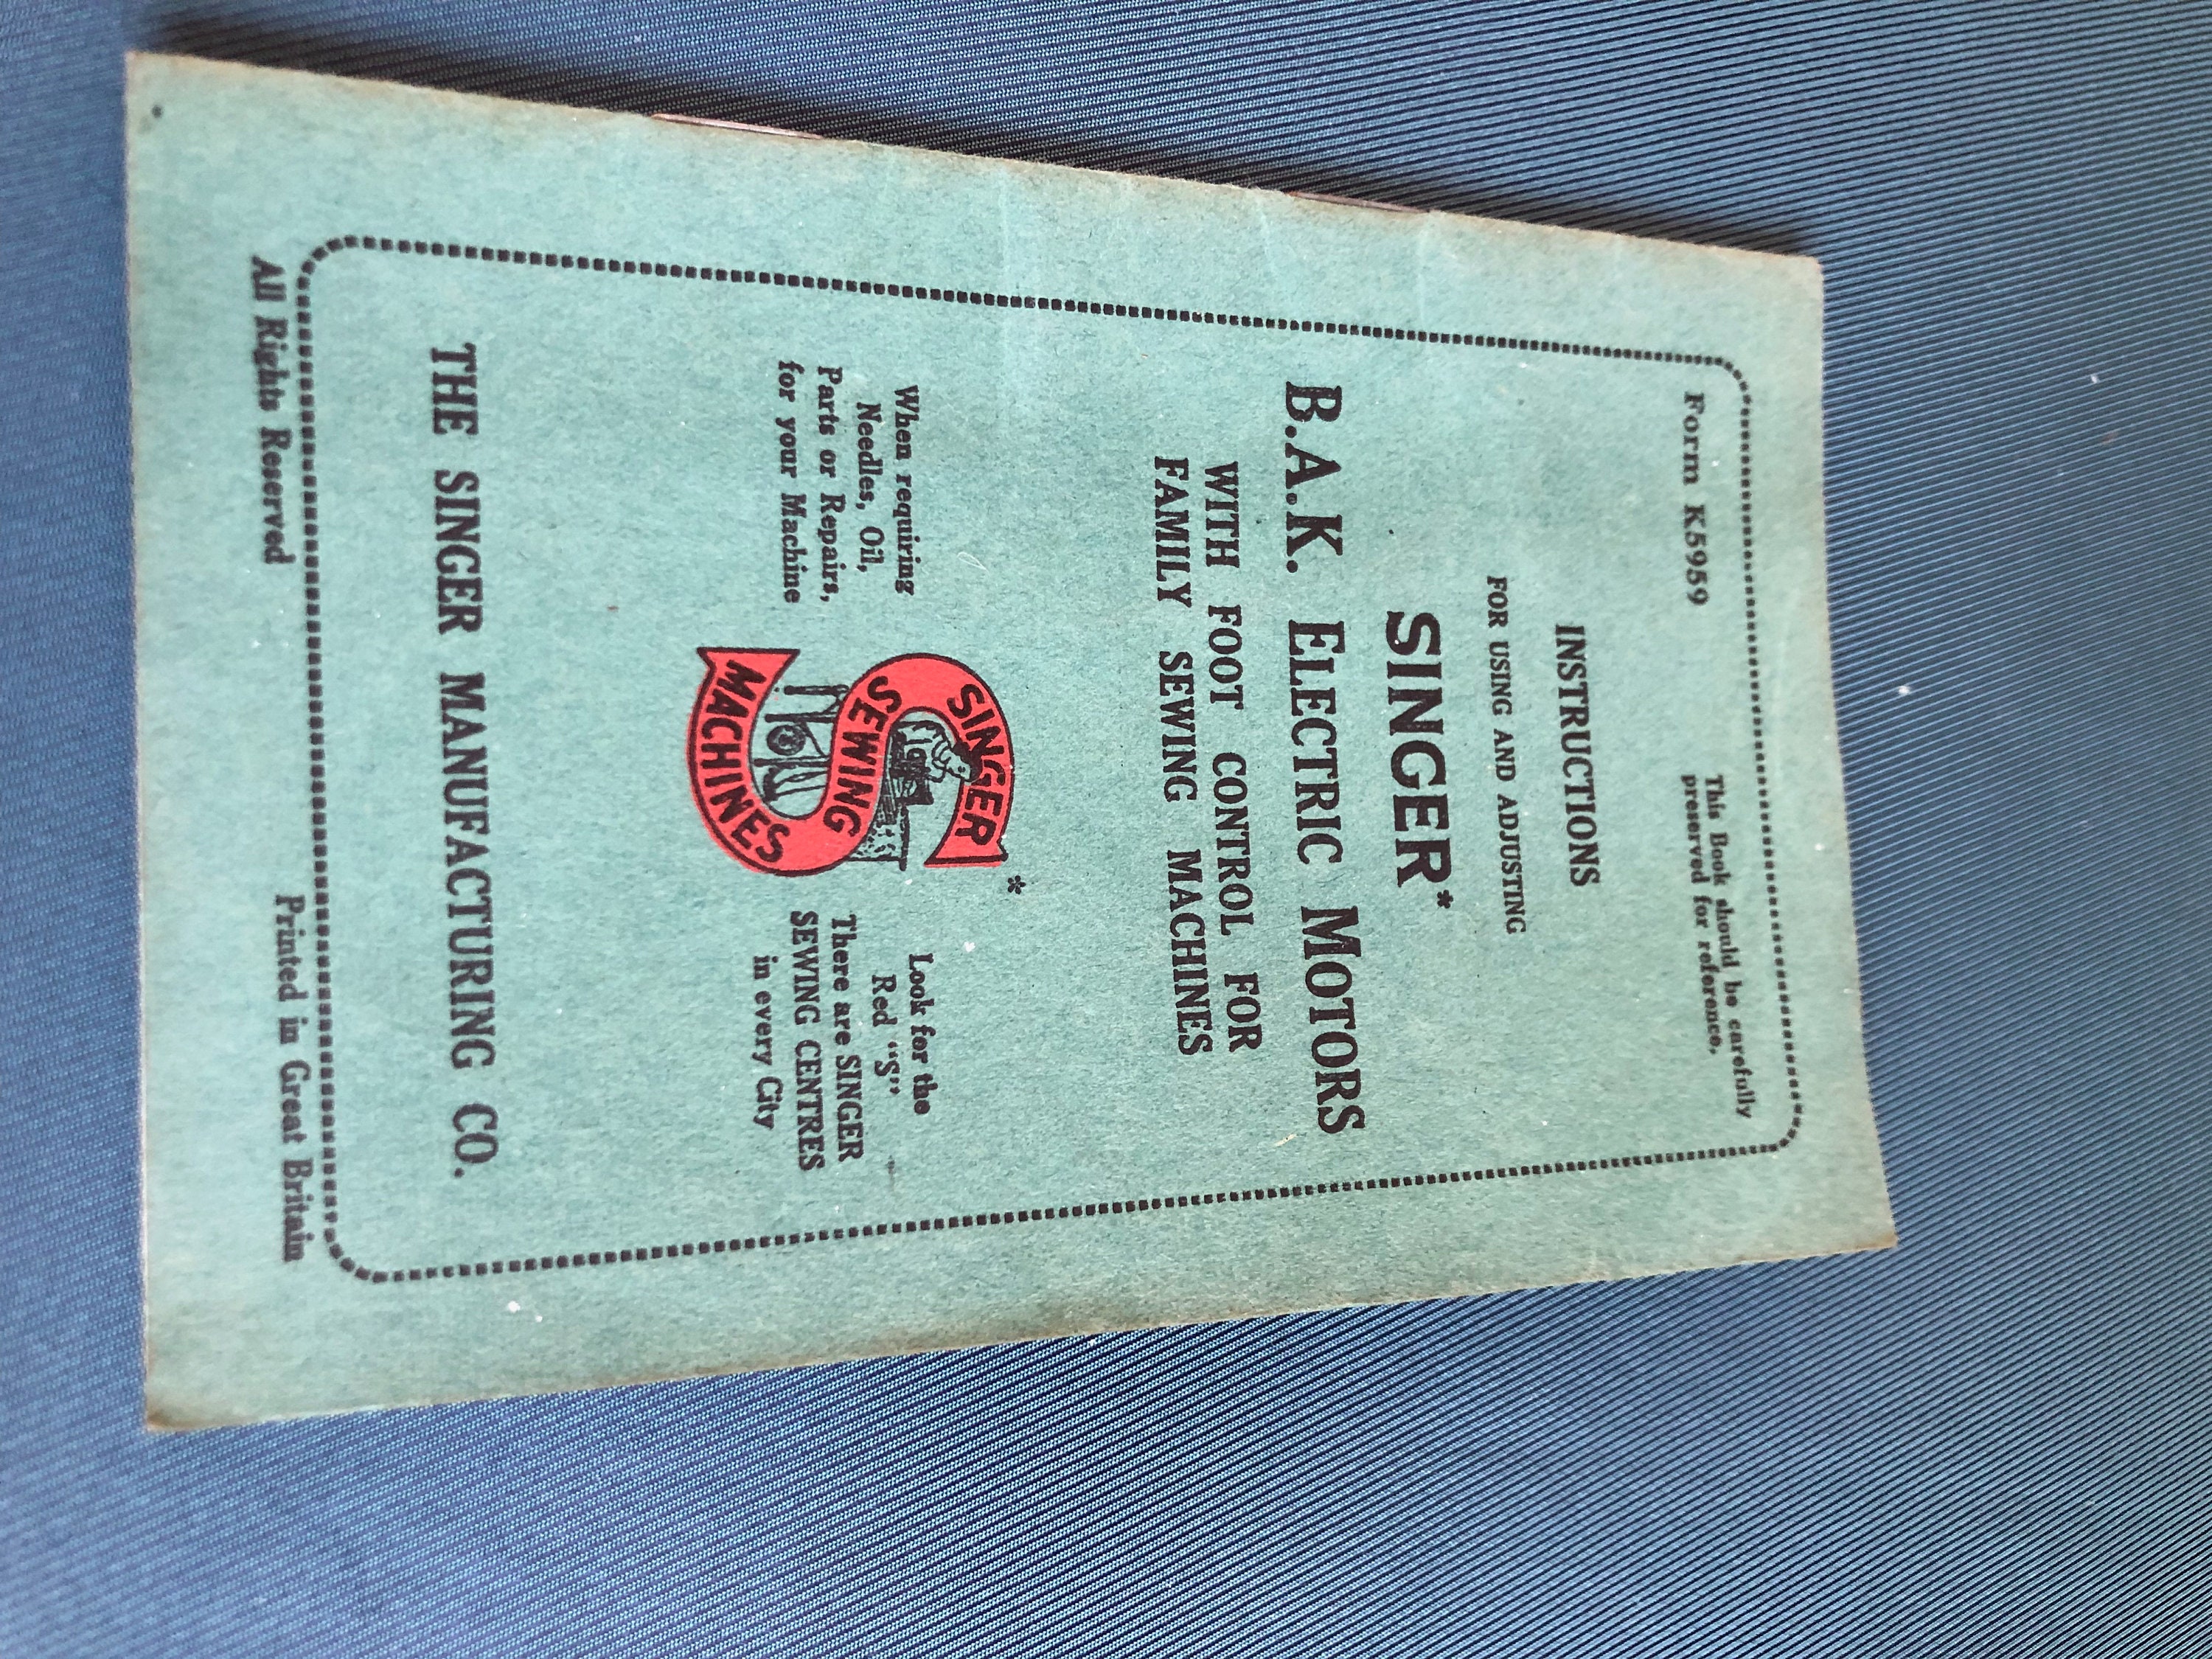 Form K5959
This Book should be carefully
preserved for reference.
INSTRUCTIONS
FOR USING AND ADJUSTING
SINGER*
B.A.K. ELECTRIC MOTORS
WITH FOOT CONTROL FOR
FAMILY SEWING MACHINES
When requiring
Needles, Oil,
Parts or Repairs,
for your Machine
SINGER
SEWING
MACHINES
*
Look for the
Red "S"
There are SINGER
SEWING CENTRES
in every City
THE SINGER MANUFACTURING CO.
All Rights Reserved
Printed in Great Britain